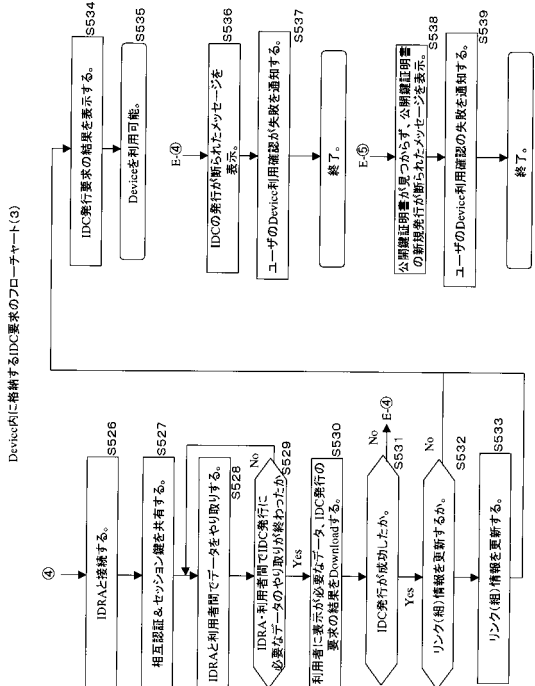 Device内に格納するIDC要求のフローチャート(3)
④
IDRAと接続する。
S526
相互認証&セッション鍵を共有する。
S527
IDRAと利用者間でデータをやり取りする。
S528
IDRA・利用者間でIDC発行に
必要なデータのやり取りが終わったか。
No
S529
Yes
利用者に表示が必要なデータ、IDC発行の
要求の結果をDownloadする。
S530
IDC発行が成功したか。
No
E-④
S531
Yes
リンク(組)情報を更新するか。
No
S532
リンク(組)情報を更新する。
S533
IDC発行要求の結果を表示する。
S534
Deviceを利用可能。
S535
E-④
IDCの発行が断られたメッセージを
表示。
S536
ユーザのDevice利用確認が失敗を通知する。
S537
終了。
E-⑤
公開鍵証明書が見つからず、公開鍵証明書
の新規発行が断られたメッセージを表示。
S538
ユーザのDevice利用確認の失敗を通知する。
S539
終了。